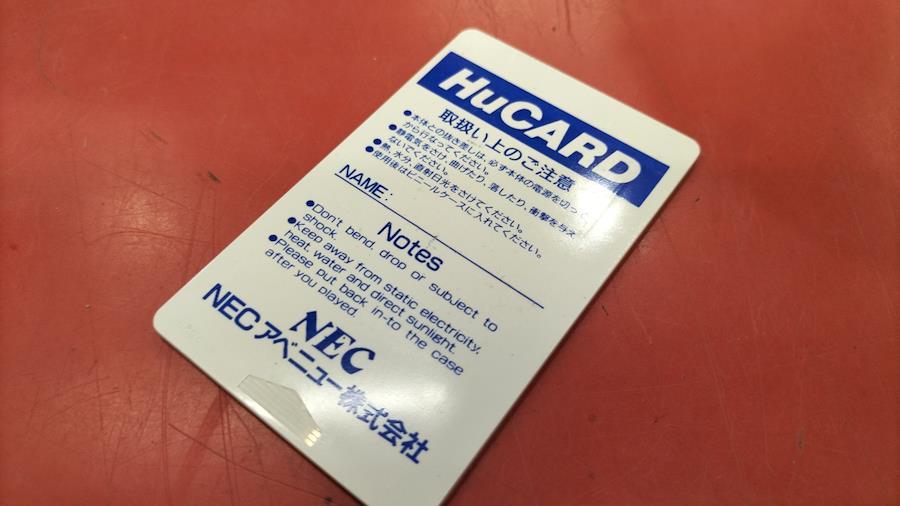 HuCARD
取扱い上のご注意
●本体との抜き差しは、必ず本体の電源を切って
から行なってください。
●静電気をさけ、曲げたり、落したり、衝撃を与え
ないでください。
●熱、水分、直射日光をさけてください。
使用後はビニールケースに入れてください。
NAME:
Notes
●Don't bend, drop or subject to
shock.
●Keep away from static electricity,
heat, water and direct sunlight.
●Please put back in-to the case
after you played.
NEC
NECアベニュー株式会社